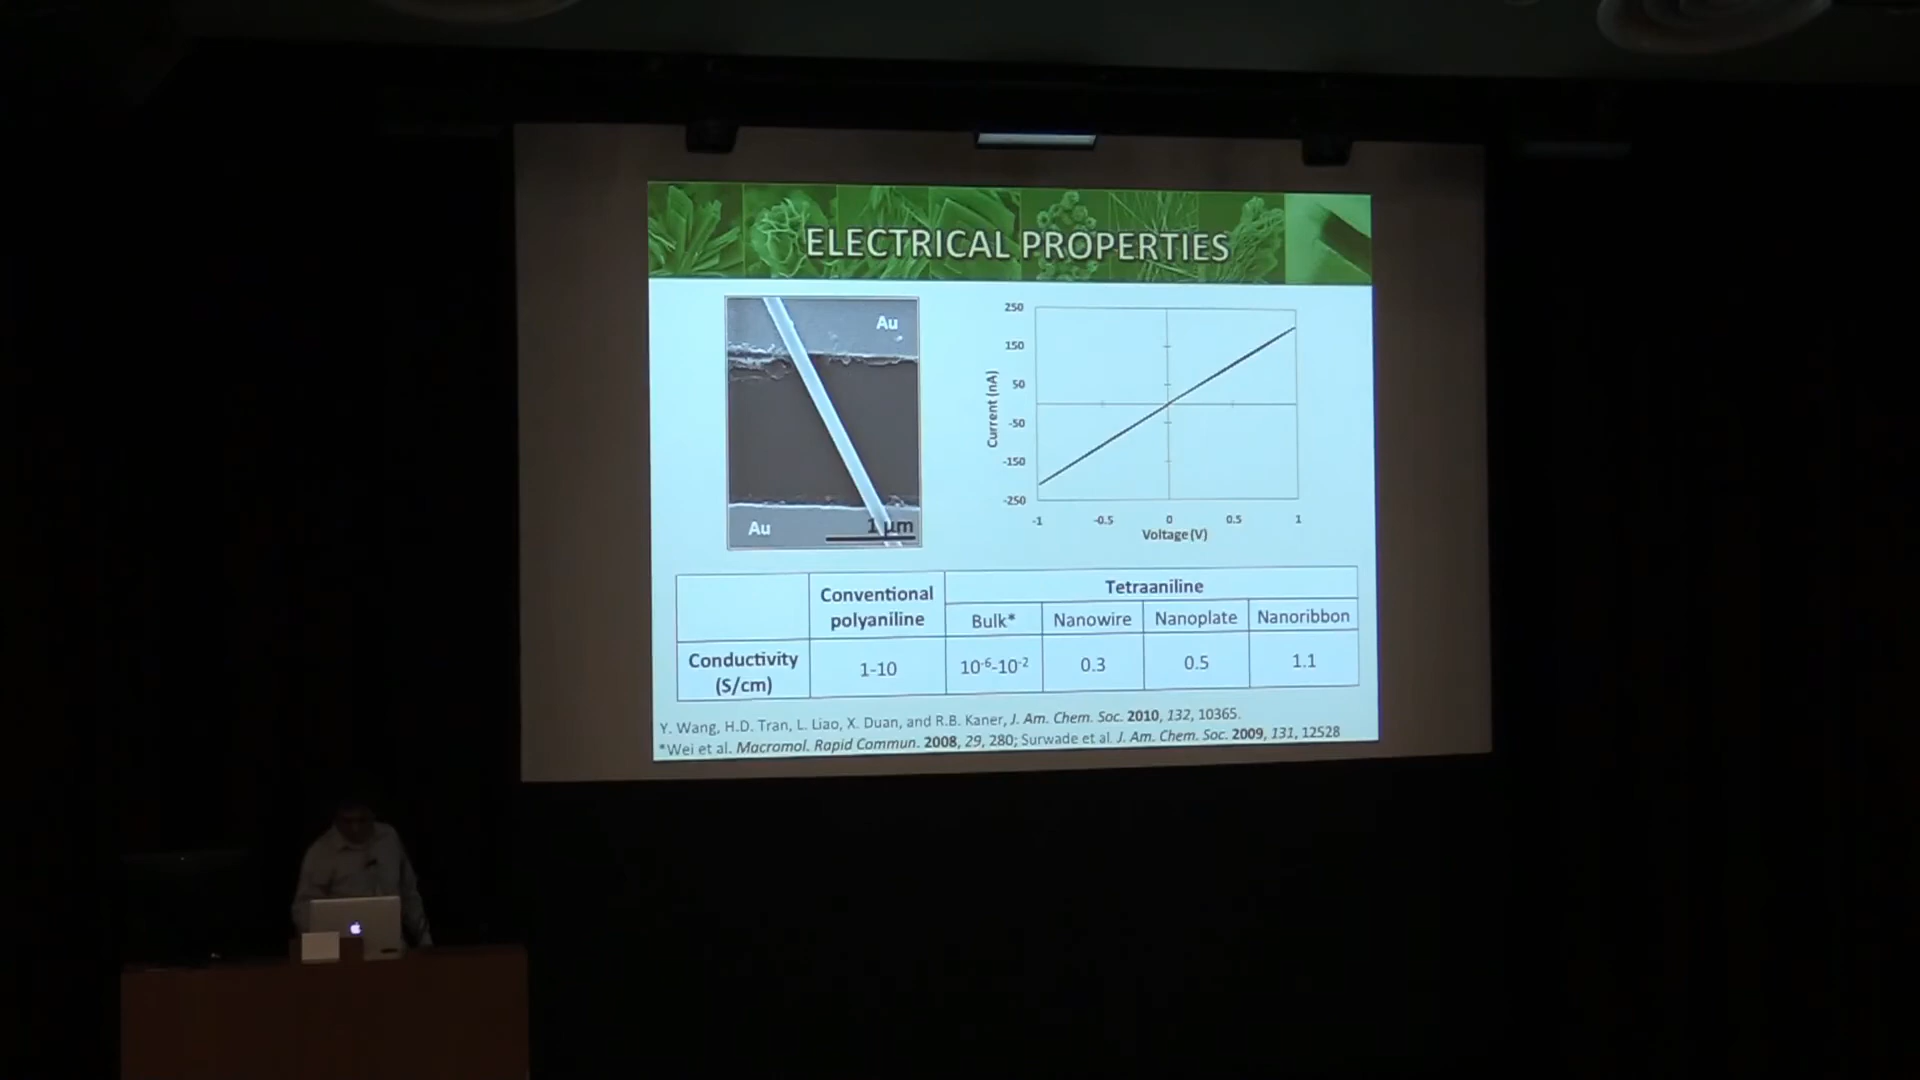 ELECTRICAL PROPERTIES
Au
Au
1 μm
250
150
50
-50
-150
-250
Current (nA)
-1 -0.5 0 0.5 1
Voltage (V)
Conventional polyaniline
Tetraaniline
Bulk* Nanowire Nanoplate Nanoribbon
Conductivity (S/cm)
1-10 10⁻⁶-10⁻² 0.3 0.5 1.1
Y. Wang, H.D. Tran, L. Liao, X. Duan, and R.B. Kaner, J. Am. Chem. Soc. 2010, 132, 10365.
*Wei et al. Macromol. Rapid Commun. 2008, 29, 280; Surwade et al. J. Am. Chem. Soc. 2009, 131, 12528